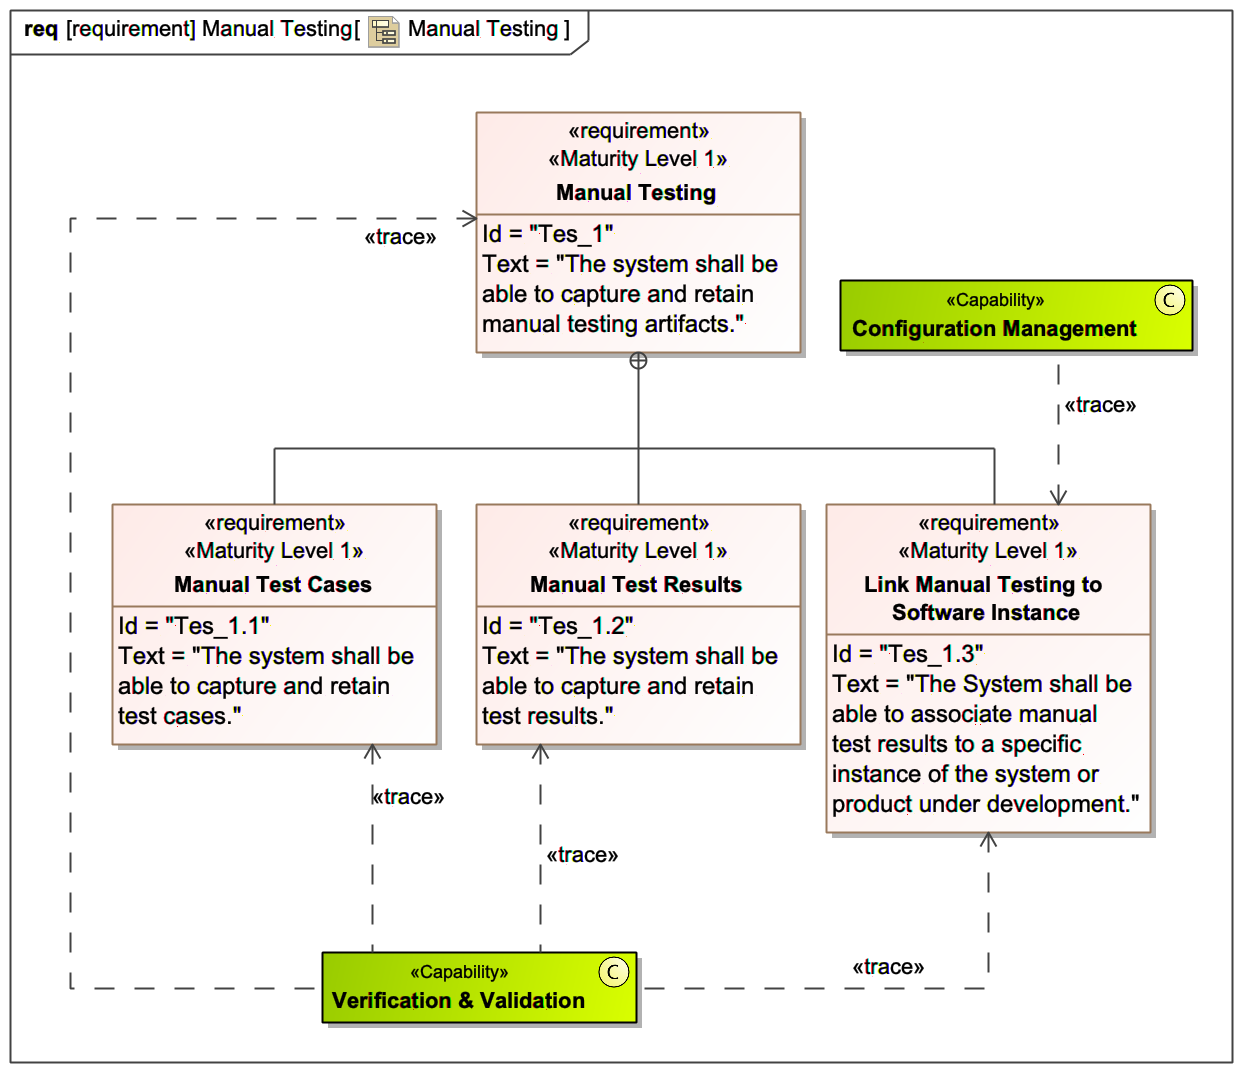 req [requirement] Manual Testing[ Manual Testing ]
«requirement»
«Maturity Level 1»
Manual Testing
Id = "Tes_1"
Text = "The system shall be
able to capture and retain
manual testing artifacts."
«trace»
«Capability»
C
Configuration Management
«trace»
«requirement»
«Maturity Level 1»
Manual Test Cases
Id = "Tes_1.1"
Text = "The system shall be
able to capture and retain
test cases."
«requirement»
«Maturity Level 1»
Manual Test Results
Id = "Tes_1.2"
Text = "The system shall be
able to capture and retain
test results."
«requirement»
«Maturity Level 1»
Link Manual Testing to
Software Instance
Id = "Tes_1.3"
Text = "The System shall be
able to associate manual
test results to a specific
instance of the system or
product under development."
«trace»
«trace»
«trace»
«Capability»
C
Verification & Validation